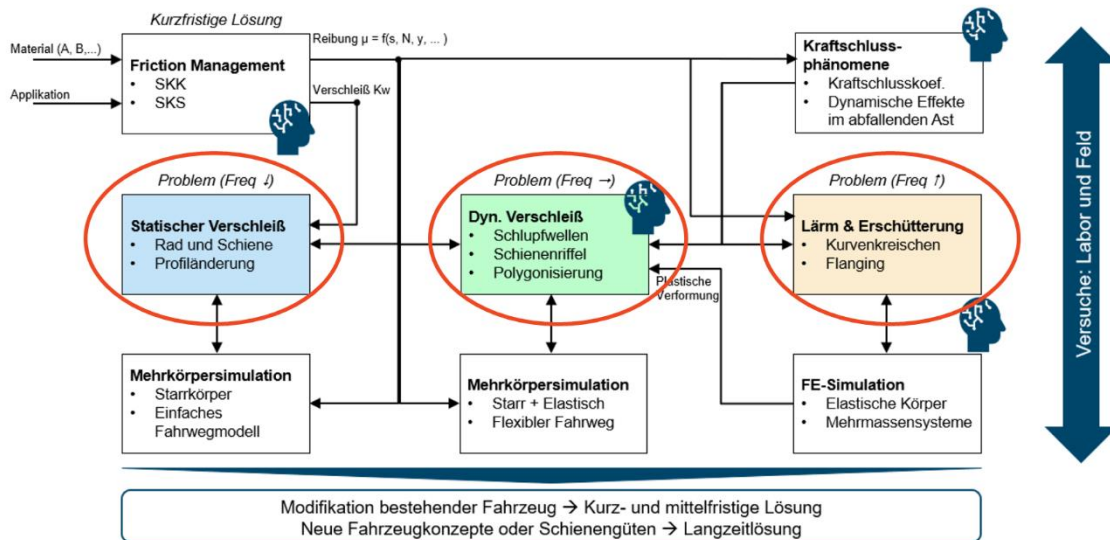 Kurzfristige Lösung
Material (A, B,...)
Applikation
Friction Management
• SKK
• SKS
Reibung µ = f(s, N, y, ... )
Verschleiß Kw
Kraftschluss-
phänomene
• Kraftschlusskoef.
• Dynamische Effekte
im abfallenden Ast
Problem (Freq ↓)
Statischer Verschleiß
• Rad und Schiene
• Profiländerung
Problem (Freq →)
Dyn. Verschleiß
• Schlupfwellen
• Schienenriffel
• Polygonisierung
Problem (Freq ↑)
Lärm & Erschütterung
• Kurvenkreischen
• Flanging
Plastische
Verformung
Mehrkörpersimulation
• Starrkörper
• Einfaches
Fahrwegmodell
Mehrkörpersimulation
• Starr + Elastisch
• Flexibler Fahrweg
FE-Simulation
• Elastische Körper
• Mehrmassensysteme
Versuche: Labor und Feld
Modifikation bestehender Fahrzeug → Kurz- und mittelfristige Lösung
Neue Fahrzeugkonzepte oder Schienengüten → Langzeitlösung